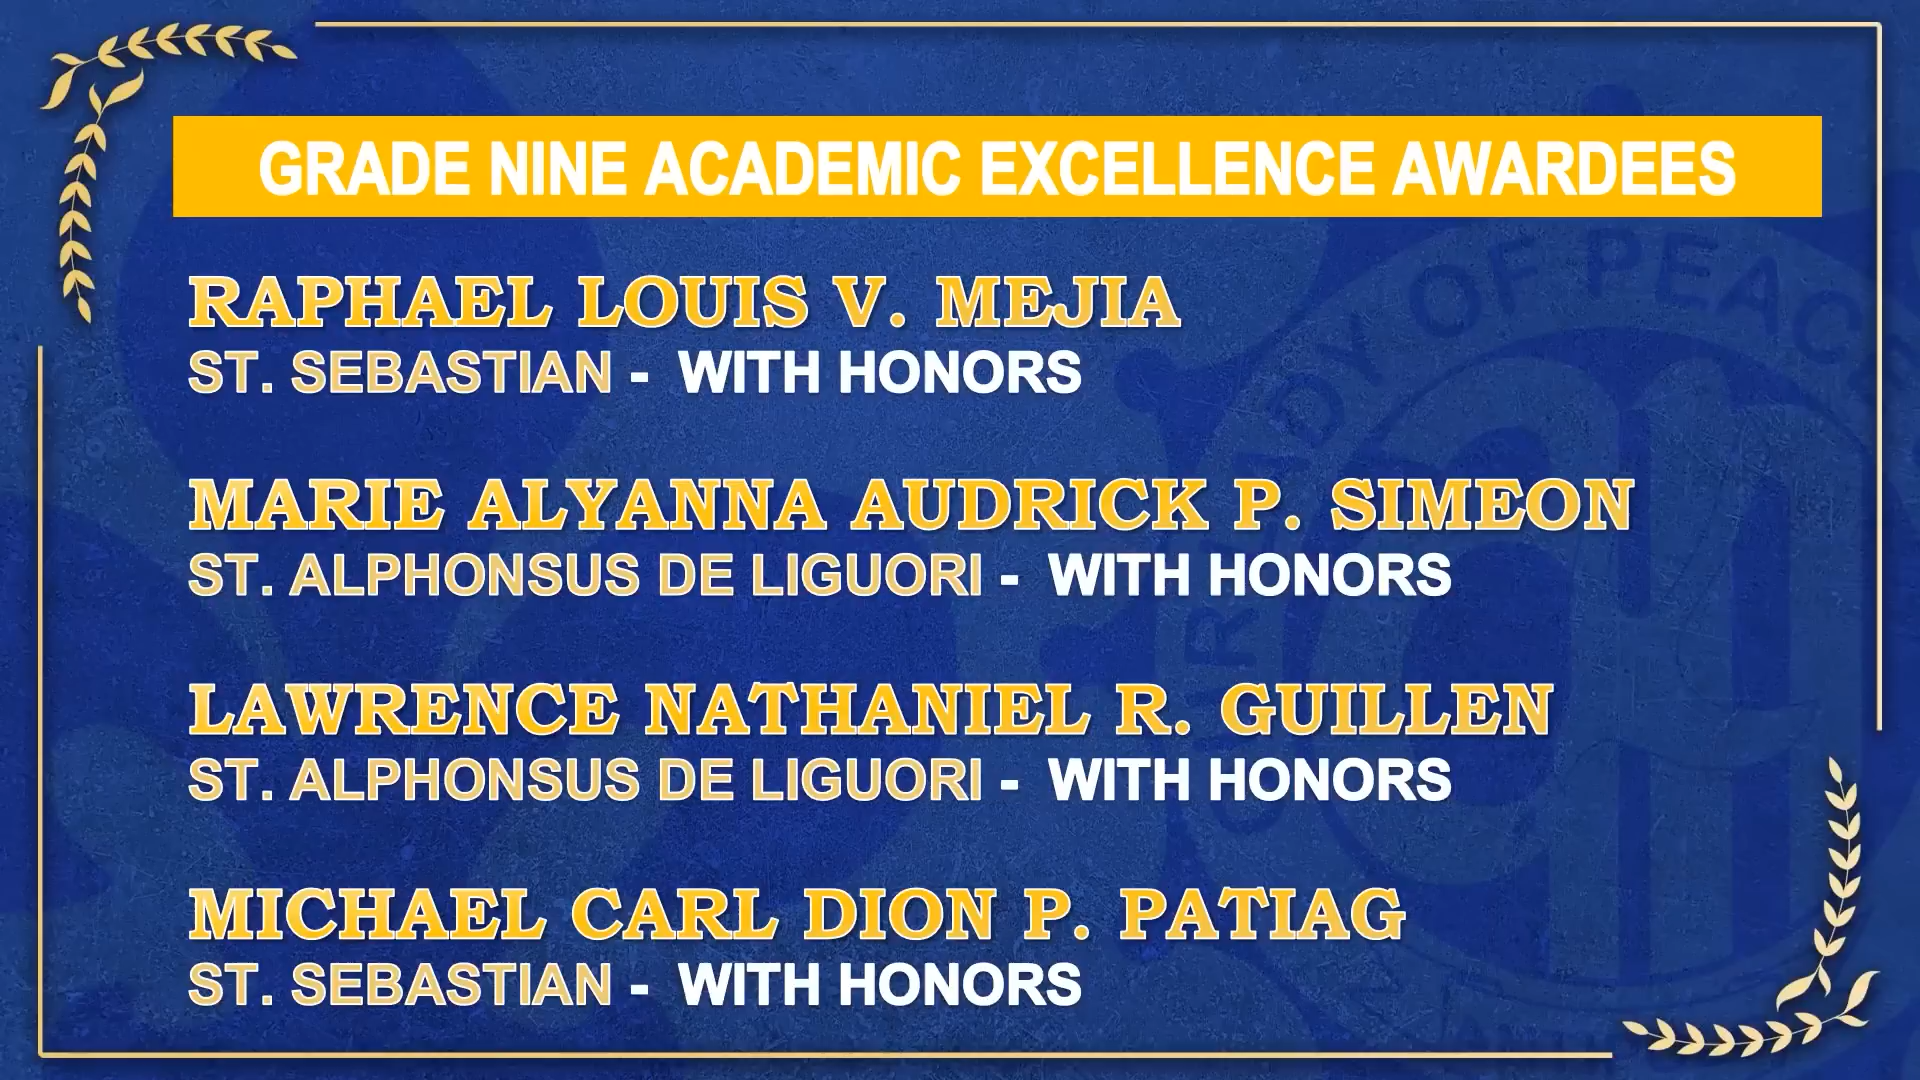 GRADE NINE ACADEMIC EXCELLENCE AWARDEES
RAPHAEL LOUIS V. MEJIA
ST. SEBASTIAN - WITH HONORS
MARIE ALYANNA AUDRICK P. SIMEON
ST. ALPHONSUS DE LIGUORI - WITH HONORS
LAWRENCE NATHANIEL R. GUILLEN
ST. ALPHONSUS DE LIGUORI - WITH HONORS
MICHAEL CARL DION P. PATIAG
ST. SEBASTIAN - WITH HONORS
OF PEACE